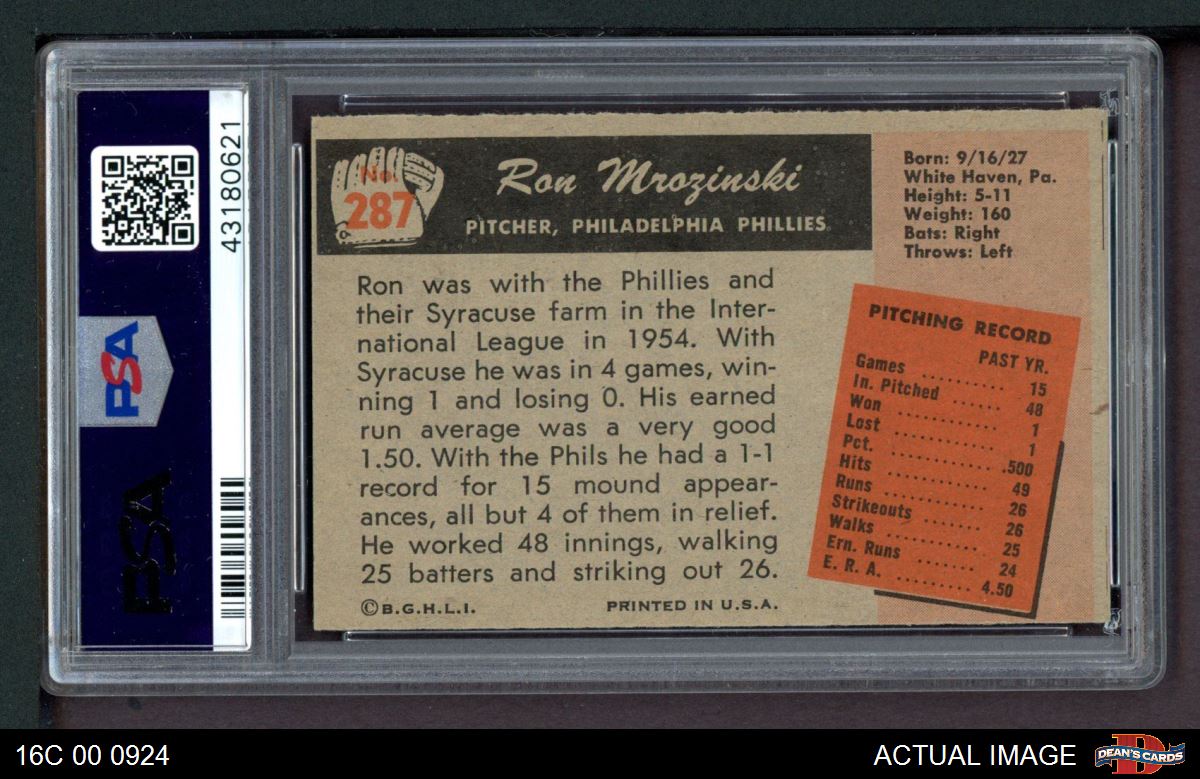 43180621
PSA
PSA
No.
287
Ron Mrozinski
PITCHER, PHILADELPHIA PHILLIES
Born: 9/16/27
White Haven, Pa.
Height: 5-11
Weight: 160
Bats: Right
Throws: Left
Ron was with the Phillies and
their Syracuse farm in the Inter-
national League in 1954. With
Syracuse he was in 4 games, win-
ning 1 and losing 0. His earned
run average was a very good
1.50. With the Phils he had a 1-1
record for 15 mound appear-
ances, all but 4 of them in relief.
He worked 48 innings, walking
25 batters and striking out 26.
©B.G.H.L.I.
PRINTED IN U.S.A.
PITCHING RECORD
PAST YR.
Games .......... 15
In. Pitched ...... 48
Won ............ 1
Lost ............ 1
Pct. ............ .500
Hits ............ 49
Runs ............ 26
Strikeouts ....... 26
Walks ........... 25
Ern. Runs ....... 24
E. R. A. ........ 4.50
16C 00 0924
ACTUAL IMAGE
D
DEAN'S CARDS